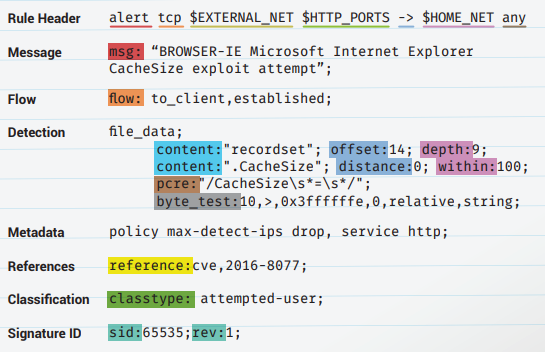 Rule Header alert tcp $EXTERNAL_NET $HTTP_PORTS -> $HOME_NET any
Message msg: “BROWSER-IE Microsoft Internet Explorer
CacheSize exploit attempt”;
Flow flow: to_client,established;
Detection file_data;
content:"recordset"; offset:14; depth:9;
content:".CacheSize"; distance:0; within:100;
pcre:"/CacheSize\s*=\s*/";
byte_test:10,>,0x3ffffffe,0,relative,string;
Metadata policy max-detect-ips drop, service http;
References reference:cve,2016-8077;
Classification classtype: attempted-user;
Signature ID sid:65535;rev:1;